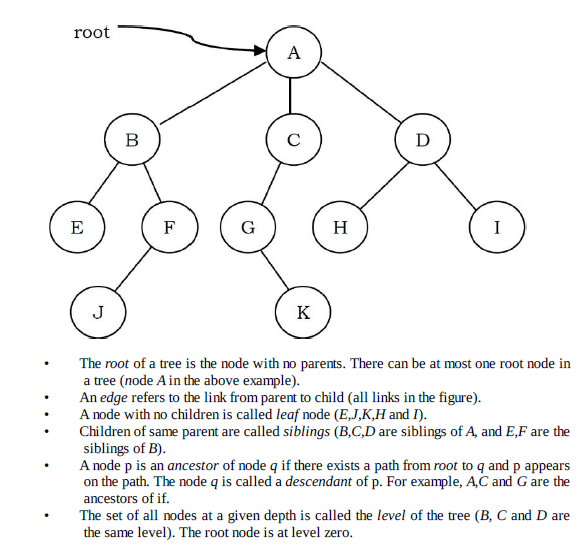 root
A
B
C
D
E
F
G
H
I
J
K
• The root of a tree is the node with no parents. There can be at most one root node in
a tree (node A in the above example).
• An edge refers to the link from parent to child (all links in the figure).
• A node with no children is called leaf node (E,J,K,H and I).
• Children of same parent are called siblings (B,C,D are siblings of A, and E,F are the
siblings of B).
• A node p is an ancestor of node q if there exists a path from root to q and p appears
on the path. The node q is called a descendant of p. For example, A,C and G are the
ancestors of if.
• The set of all nodes at a given depth is called the level of the tree (B, C and D are
the same level). The root node is at level zero.